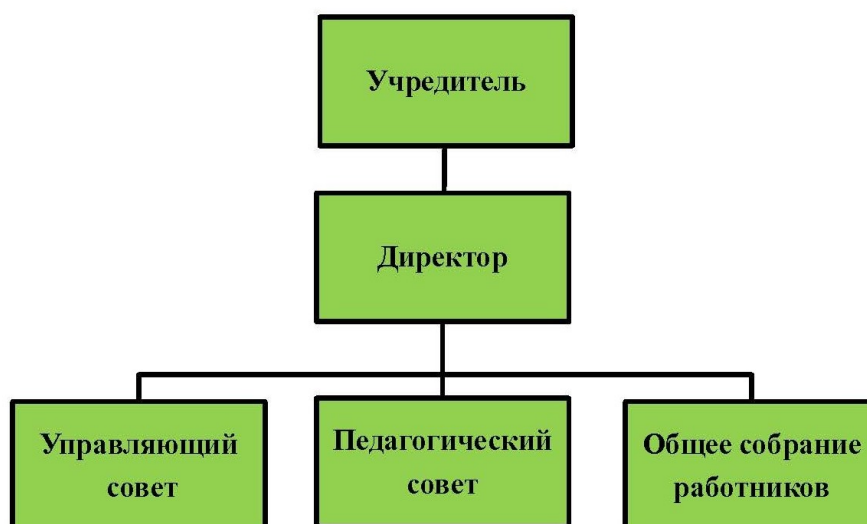 Учредитель
Директор
Управляющий
совет
Педагогический
совет
Общее собрание
работников